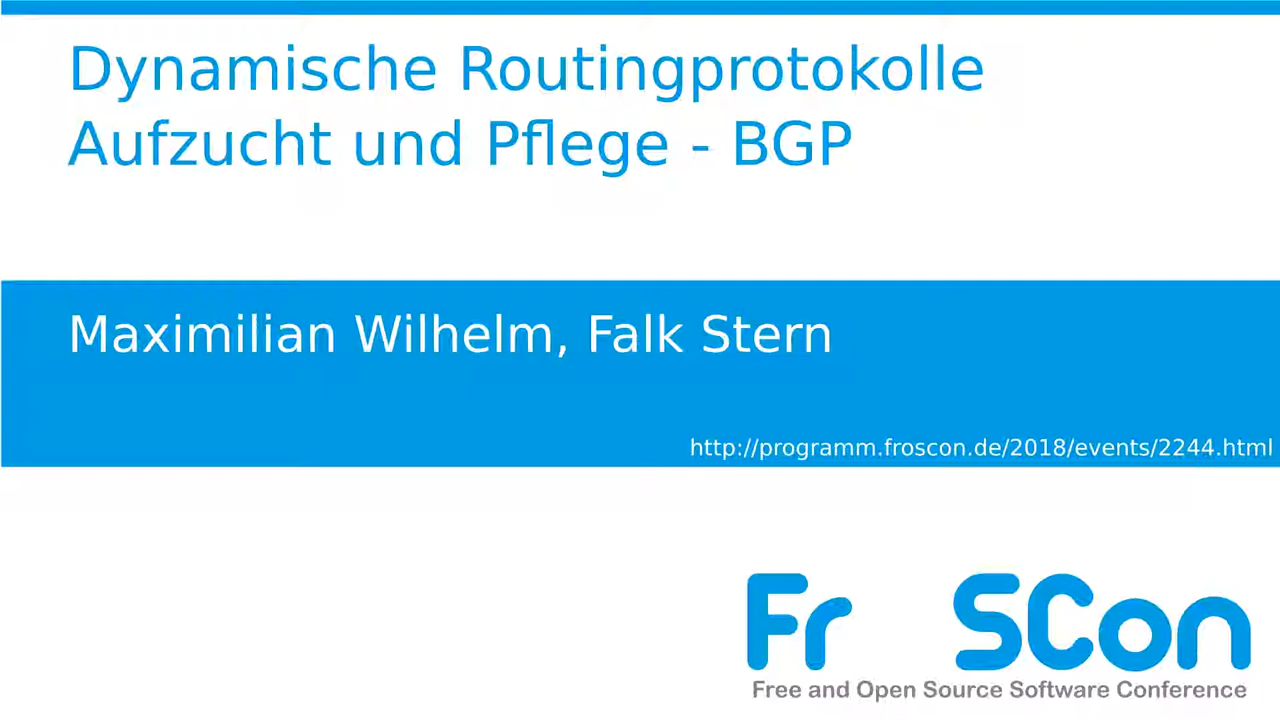 Dynamische Routingprotokolle
Aufzucht und Pflege - BGP
Maximilian Wilhelm, Falk Stern
http://programm.froscon.de/2018/events/2244.html
Fr SCon
Free and Open Source Software Conference